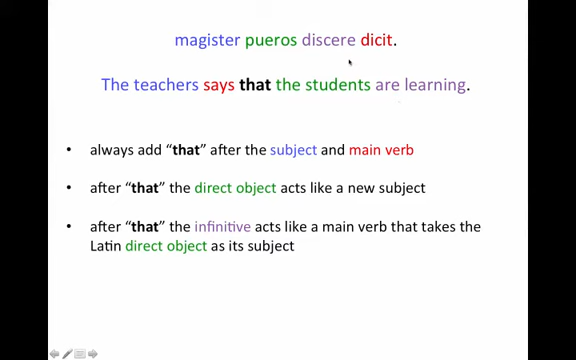 magister pueros discere dicit.
The teachers says that the students are learning.
• always add “that” after the subject and main verb
• after “that” the direct object acts like a new subject
• after “that” the infinitive acts like a main verb that takes the
Latin direct object as its subject